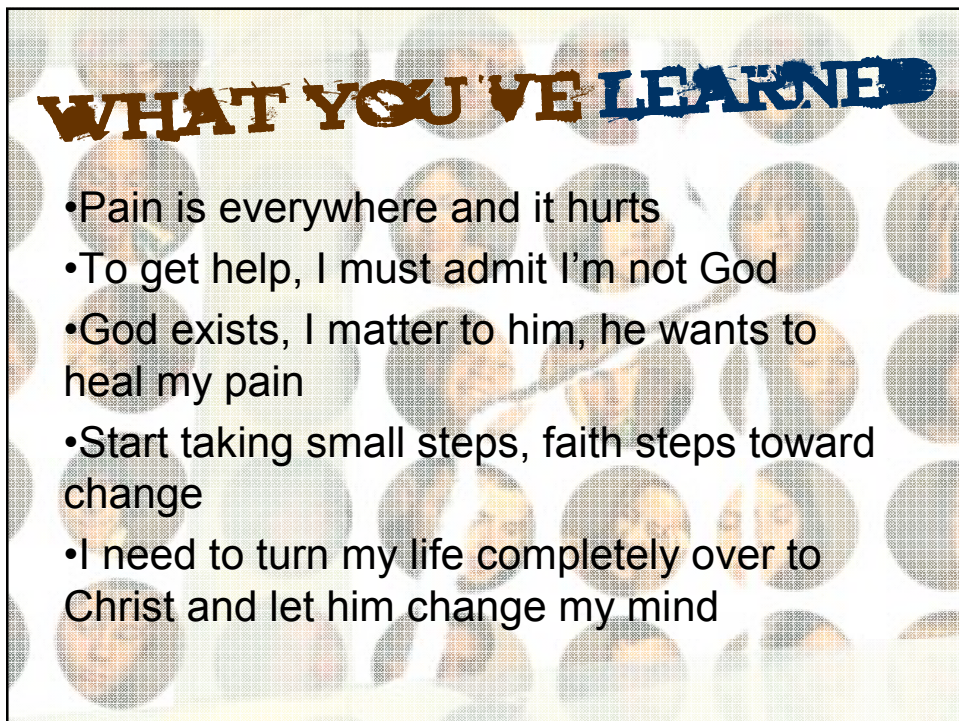 WHAT YOU'VE LEARNED
•Pain is everywhere and it hurts
•To get help, I must admit I’m not God
•God exists, I matter to him, he wants to
heal my pain
•Start taking small steps, faith steps toward
change
•I need to turn my life completely over to
Christ and let him change my mind